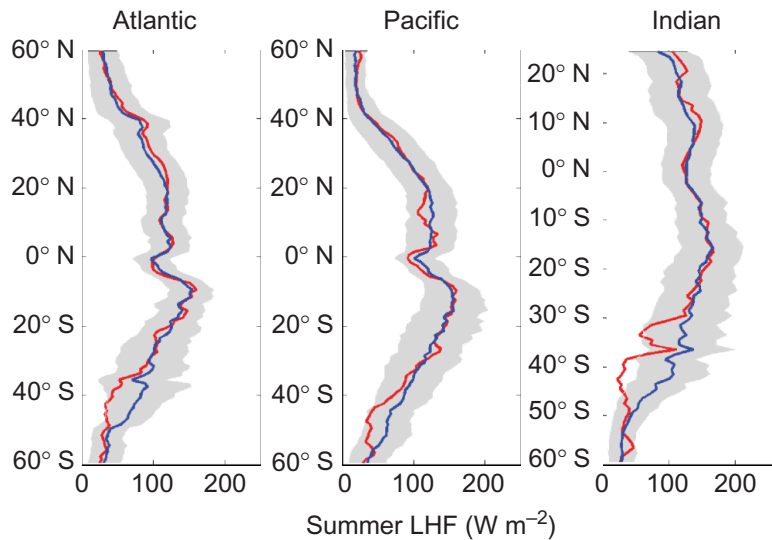 Atlantic
Pacific
Indian
60° N
40° N
20° N
0° N
20° S
40° S
60° S
0
100
200
60° N
40° N
20° N
0° N
20° S
40° S
60° S
0
100
200
20° N
10° N
0° N
10° S
20° S
30° S
40° S
50° S
60° S
0
100
200
Summer LHF (W m⁻²)